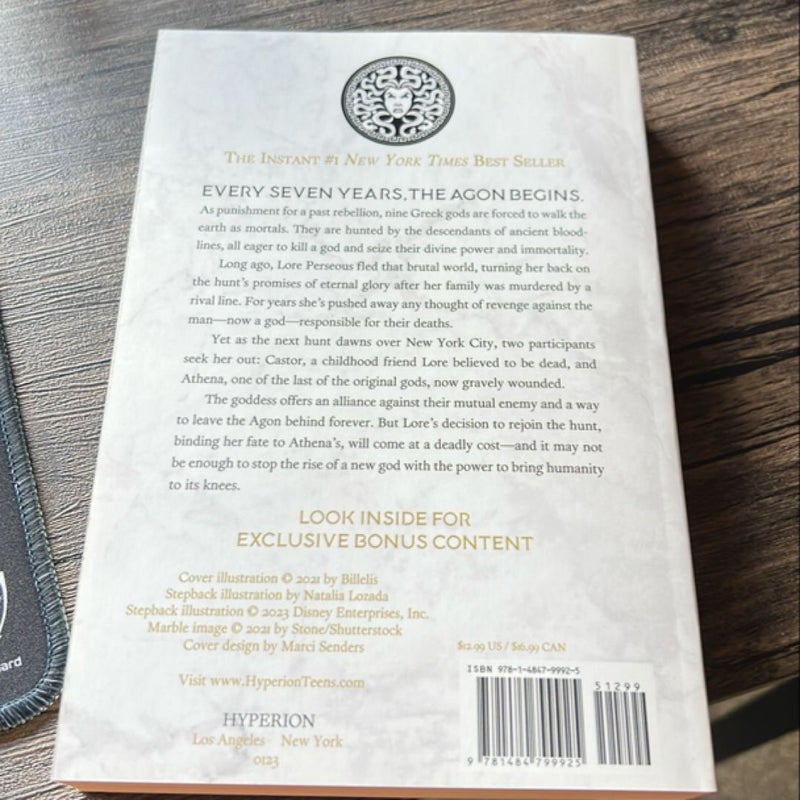 THE INSTANT #1 NEW YORK TIMES BEST SELLER
EVERY SEVEN YEARS, THE AGON BEGINS.
As punishment for a past rebellion, nine Greek gods are forced to walk the
earth as mortals. They are hunted by the descendants of ancient blood-
lines, all eager to kill a god and seize their divine power and immortality.
Long ago, Lore Perseous fled that brutal world, turning her back on
the hunt's promises of eternal glory after her family was murdered by a
rival line. For years she's pushed away any thought of revenge against the
man—now a god—responsible for their deaths.
Yet as the next hunt dawns over New York City, two participants
seek her out: Castor, a childhood friend Lore believed to be dead, and
Athena, one of the last of the original gods, now gravely wounded.
The goddess offers an alliance against their mutual enemy and a way
to leave the Agon behind forever. But Lore's decision to rejoin the hunt,
binding her fate to Athena's, will come at a deadly cost—and it may not
be enough to stop the rise of a new god with the power to bring humanity
to its knees.
LOOK INSIDE FOR
EXCLUSIVE BONUS CONTENT
Cover illustration © 2021 by Billelis
Stepback illustration by Natalia Lozada
Stepback illustration © 2023 Disney Enterprises, Inc.
Marble image © 2021 by Stone/Shutterstock
Cover design by Marci Senders
Visit www.HyperionTeens.com
HYPERION
Los Angeles New York
0123
$12.99 US / $16.99 CAN
ISBN 978-1-4847-9992-5
51299
9 781484 799925